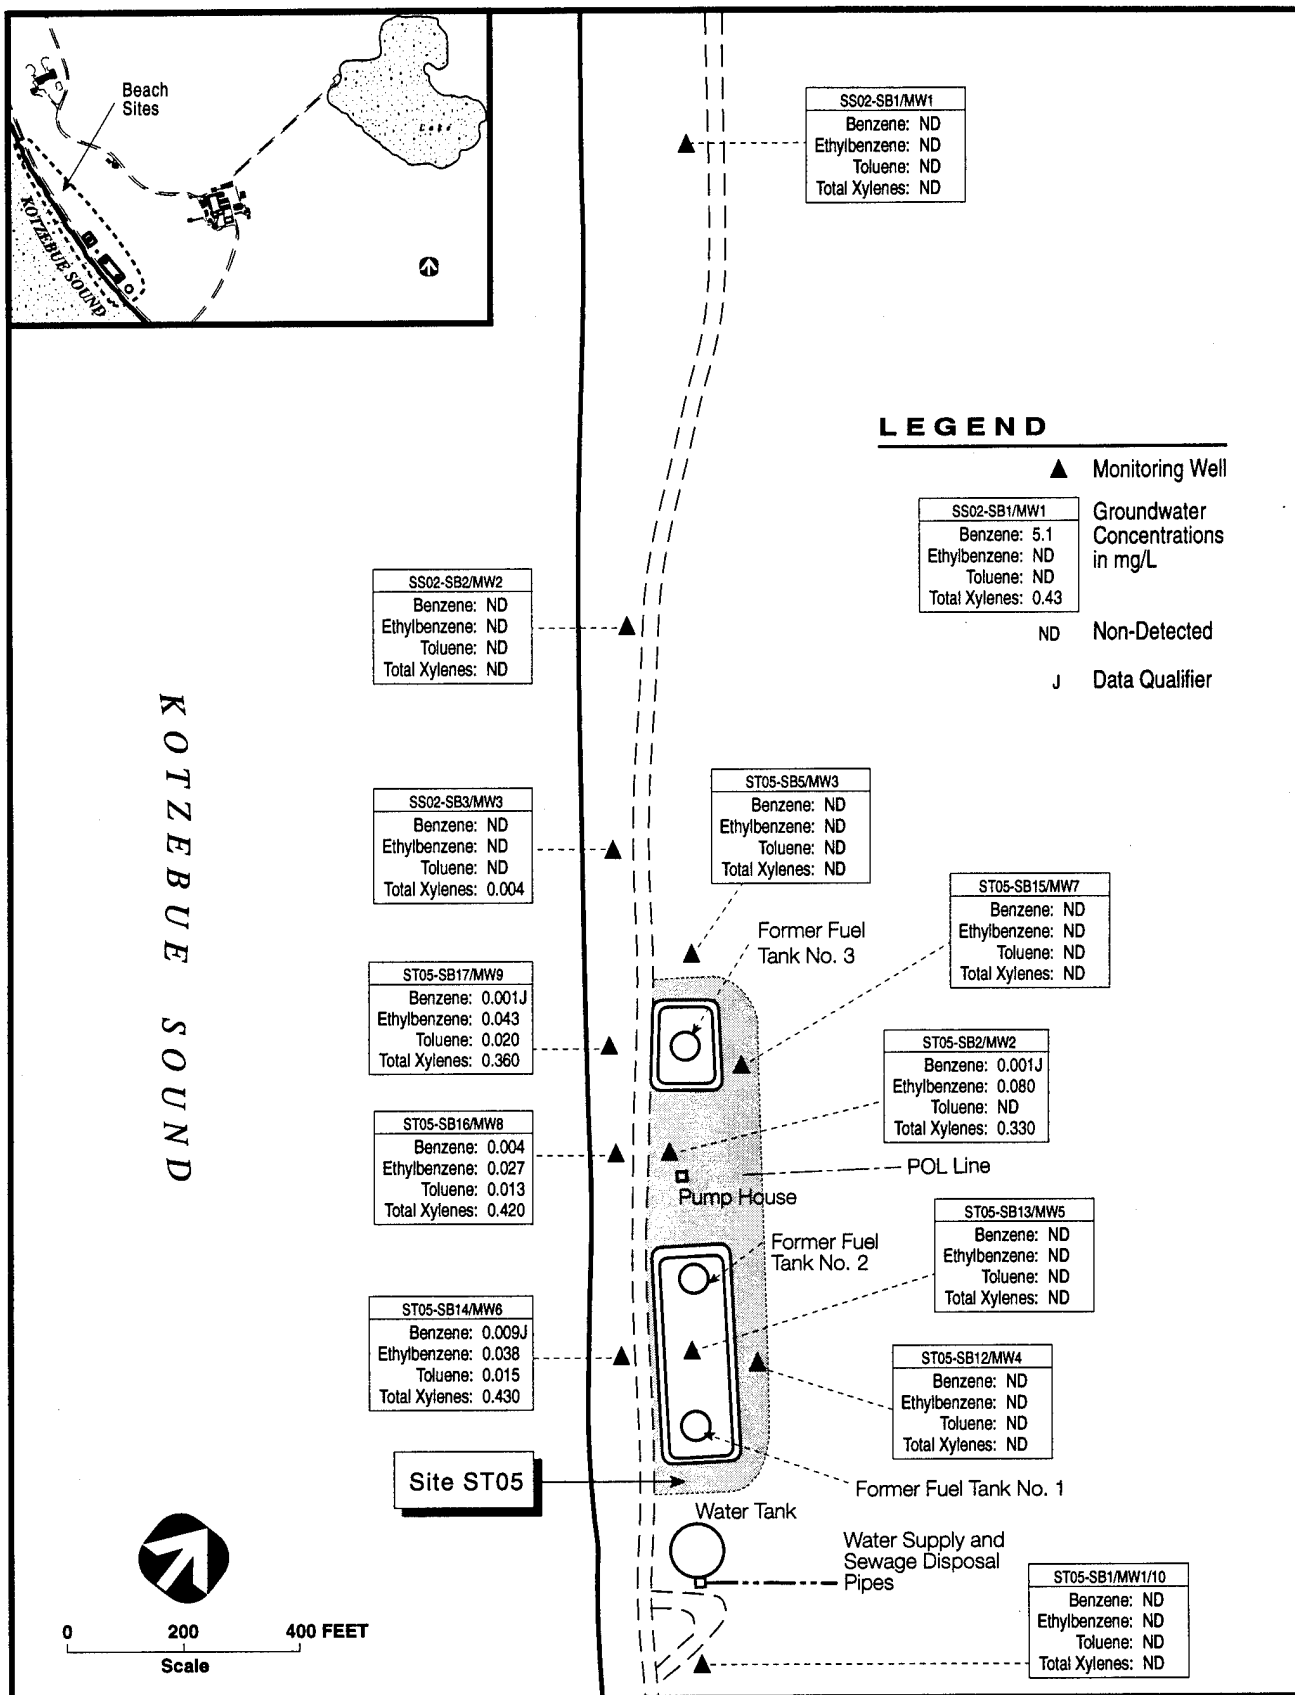 Beach
Sites
Lake
KOTZEBUE SOUND
SS02-SB1/MW1
Benzene: ND
Ethylbenzene: ND
Toluene: ND
Total Xylenes: ND
LEGEND
Monitoring Well
SS02-SB1/MW1
Benzene: 5.1
Ethylbenzene: ND
Toluene: ND
Total Xylenes: 0.43
Groundwater
Concentrations
in mg/L
ND Non-Detected
J Data Qualifier
SS02-SB2/MW2
Benzene: ND
Ethylbenzene: ND
Toluene: ND
Total Xylenes: ND
KOTZEBUE SOUND
SS02-SB3/MW3
Benzene: ND
Ethylbenzene: ND
Toluene: ND
Total Xylenes: 0.004
ST05-SB5/MW3
Benzene: ND
Ethylbenzene: ND
Toluene: ND
Total Xylenes: ND
Former Fuel
Tank No. 3
ST05-SB15/MW7
Benzene: ND
Ethylbenzene: ND
Toluene: ND
Total Xylenes: ND
ST05-SB17/MW9
Benzene: 0.001J
Ethylbenzene: 0.043
Toluene: 0.020
Total Xylenes: 0.360
ST05-SB2/MW2
Benzene: 0.001J
Ethylbenzene: 0.080
Toluene: ND
Total Xylenes: 0.330
ST05-SB16/MW8
Benzene: 0.004
Ethylbenzene: 0.027
Toluene: 0.013
Total Xylenes: 0.420
POL Line
Pump House
ST05-SB13/MW5
Benzene: ND
Ethylbenzene: ND
Toluene: ND
Total Xylenes: ND
Former Fuel
Tank No. 2
ST05-SB14/MW6
Benzene: 0.009J
Ethylbenzene: 0.038
Toluene: 0.015
Total Xylenes: 0.430
ST05-SB12/MW4
Benzene: ND
Ethylbenzene: ND
Toluene: ND
Total Xylenes: ND
Site ST05
Former Fuel Tank No. 1
Water Tank
Water Supply and
Sewage Disposal
Pipes
ST05-SB1/MW1/10
Benzene: ND
Ethylbenzene: ND
Toluene: ND
Total Xylenes: ND
0 200 400 FEET
Scale